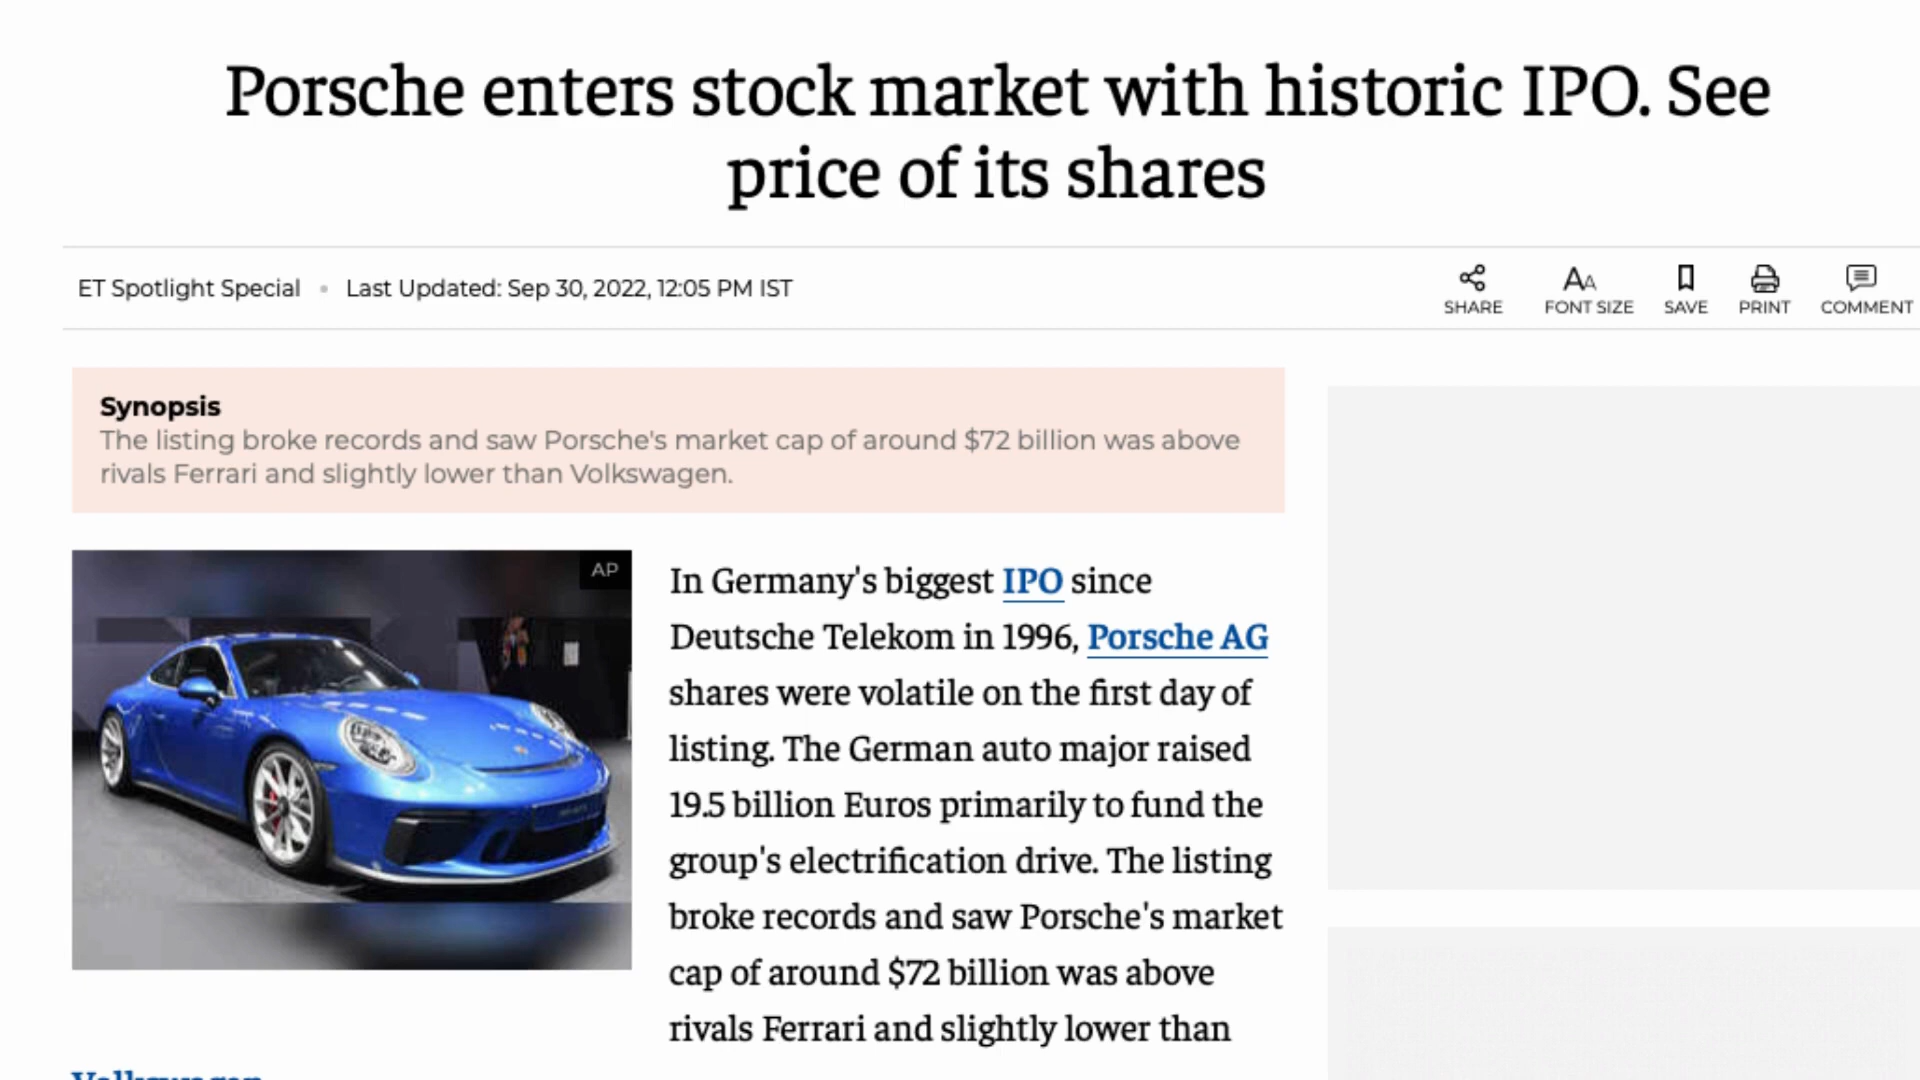 Porsche enters stock market with historic IPO. See
price of its shares
ET Spotlight Special • Last Updated: Sep 30, 2022, 12:05 PM IST
SHARE
FONT SIZE
SAVE
PRINT
COMMENT
Synopsis
The listing broke records and saw Porsche's market cap of around $72 billion was above
rivals Ferrari and slightly lower than Volkswagen.
AP
In Germany's biggest IPO since
Deutsche Telekom in 1996, Porsche AG
shares were volatile on the first day of
listing. The German auto major raised
19.5 billion Euros primarily to fund the
group's electrification drive. The listing
broke records and saw Porsche's market
cap of around $72 billion was above
rivals Ferrari and slightly lower than
Volkswagen